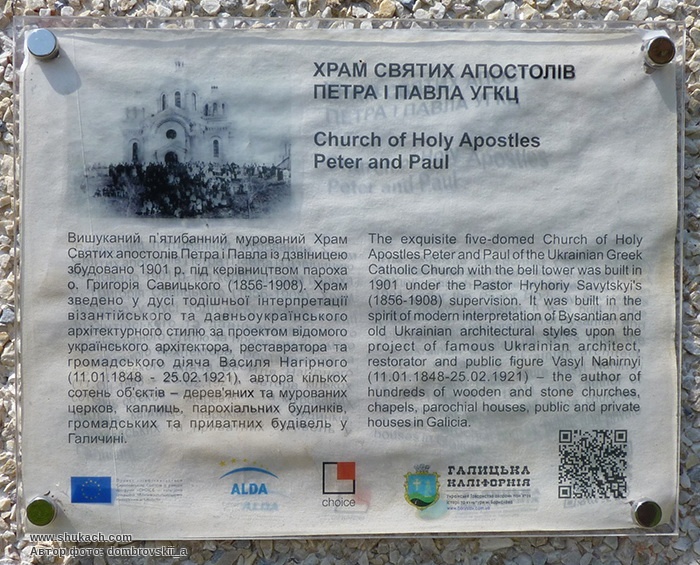 ХРАМ СВЯТИХ АПОСТОЛІВ
ПЕТРА І ПАВЛА УГКЦ
Church of Holy Apostles
Peter and Paul
Вишуканий п'ятибанний мурований Храм
Святих апостолів Петра і Павла із дзвіницею
збудовано 1901 р. під керівництвом пароха
о. Григорія Савицького (1856-1908). Храм
зведено у дусі тодішньої інтерпретації
візантійського та давньоукраїнського
архітектурного стилю за проектом відомого
українського архітектора, реставратора та
громадського діяча Василя Нагірного
(11.01.1848 - 25.02.1921), автора кількох
сотень об'єктів – дерев'яних та мурованих
церков, каплиць, парохіальних будинків,
громадських та приватних будівель у
Галичині.
The exquisite five-domed Church of Holy
Apostles Peter and Paul of the Ukrainian Greek
Catholic Church with the bell tower was built in
1901 under the Pastor Hryhoriy Savytskyi's
(1856-1908) supervision. It was built in the
spirit of modern interpretation of Bysantian and
old Ukrainian architectural styles upon the
project of famous Ukrainian architect,
restorator and public figure Vasyl Nahirnyi
(11.01.1848-25.02.1921) – the author of
hundreds of wooden and stone churches,
chapels, parochial houses, public and private
houses in Galicia.
ALDA
choice
ГАЛИЦЬКА
КАЛІФОРНІЯ
www.shukach.com
Автор фото: dombrovskii_a